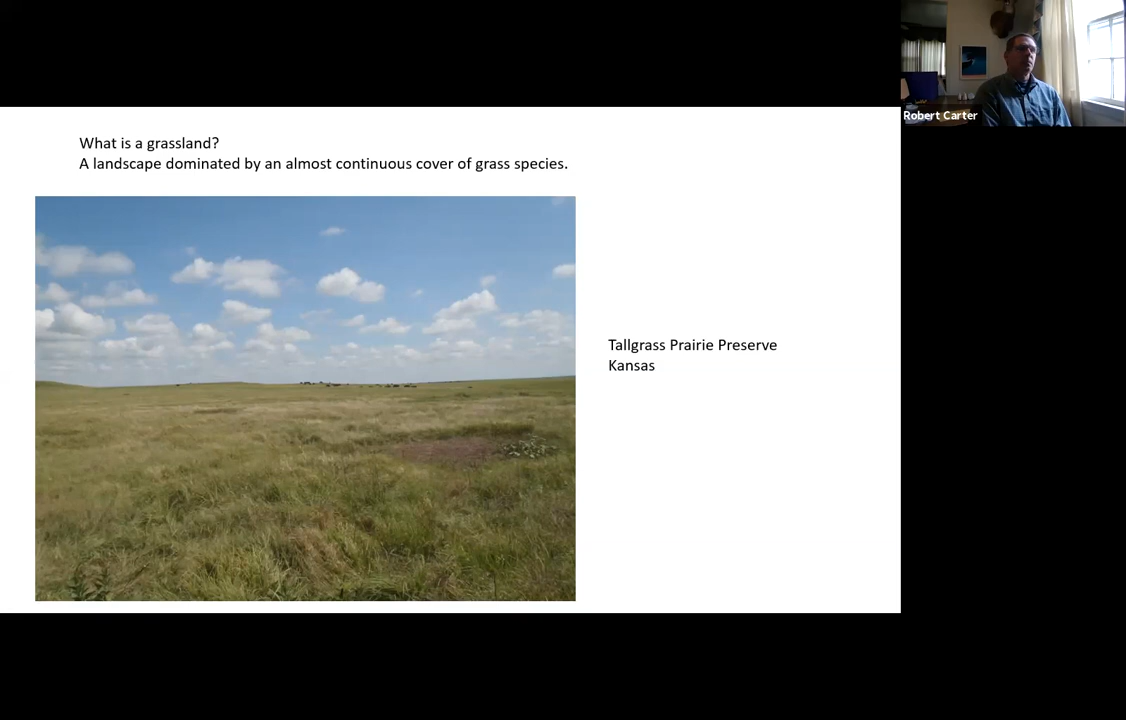 Robert Carter
What is a grassland?
A landscape dominated by an almost continuous cover of grass species.
Tallgrass Prairie Preserve
Kansas